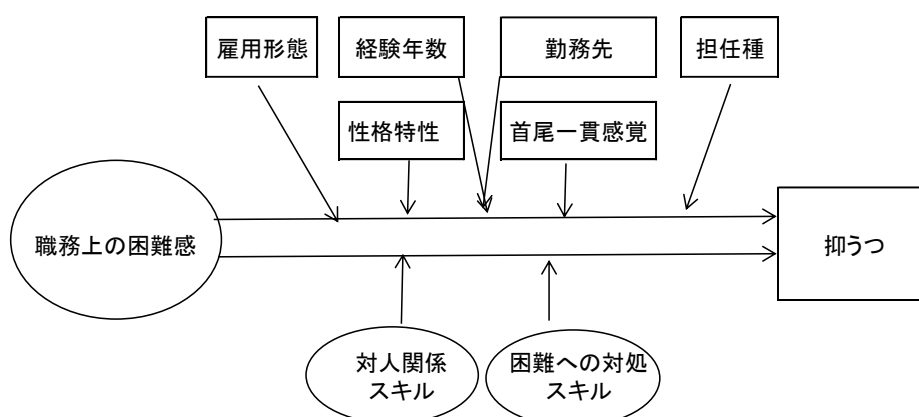 雇用形態
経験年数
勤務先
担任種
性格特性
首尾一貫感覚
職務上の困難感
抑うつ
対人関係
スキル
困難への対処
スキル